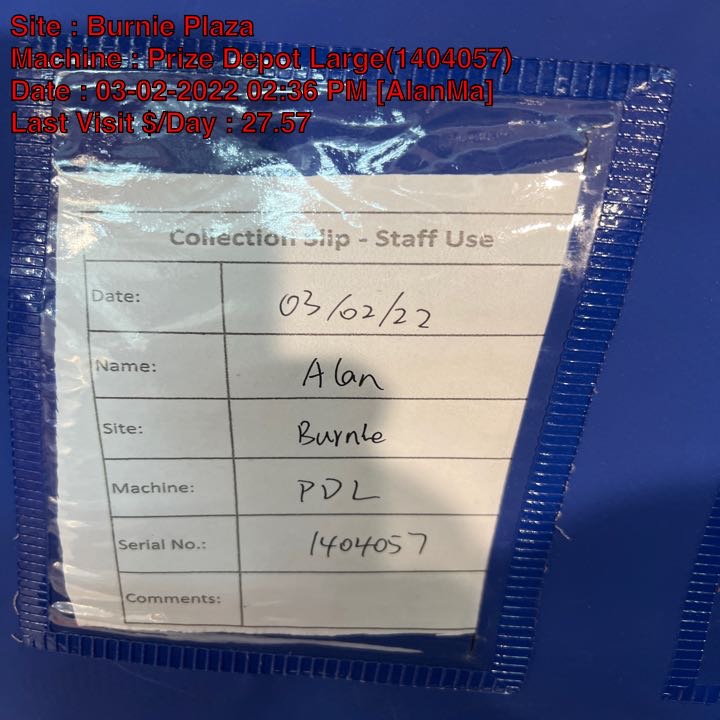 Site : Burnie Plaza
Machine : Prize Depot Large(1404057)
Date : 03-02-2022 02:36 PM [AlanMa]
Last Visit $/Day : 27.57
Collection Slip - Staff Use
Date: 03/02/22
Name: Alan
Site: Burnie
Machine: PDL
Serial No.: 1404057
Comments: